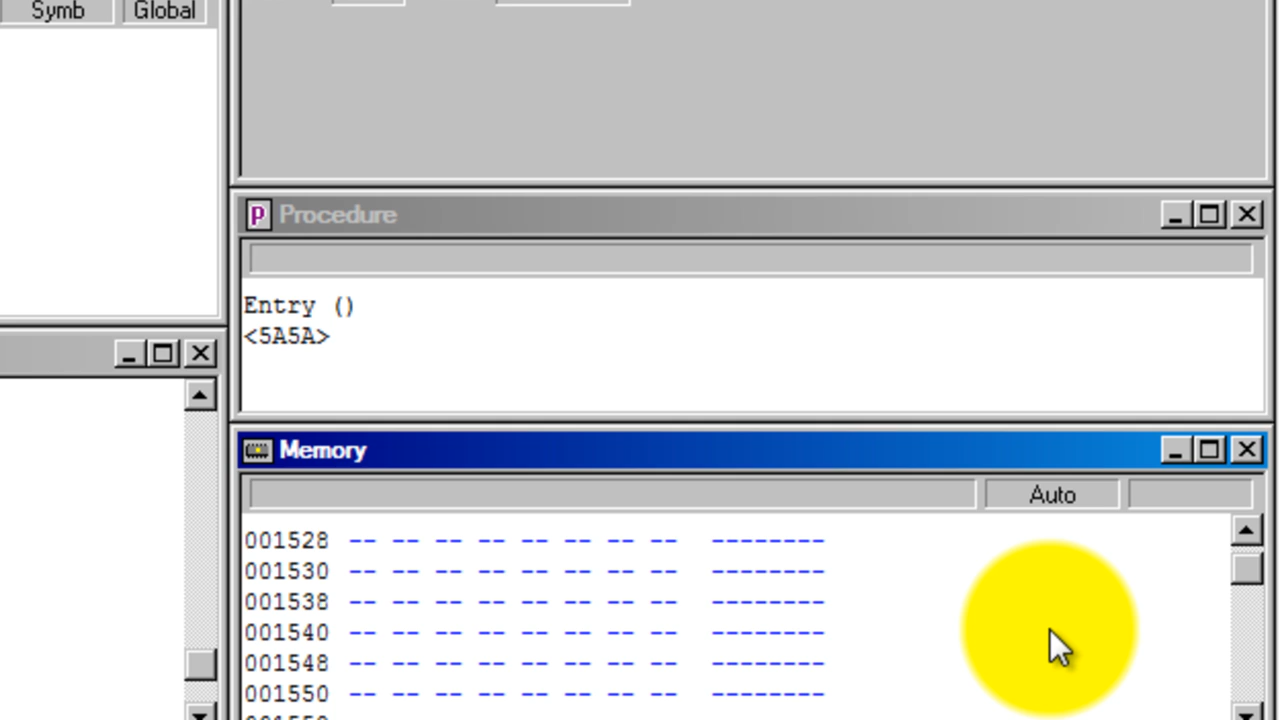 Symb Global
Procedure
Entry ()
<5A5A>
Memory
Auto
001528 -- -- -- -- -- -- -- -- --------
001530 -- -- -- -- -- -- -- -- --------
001538 -- -- -- -- -- -- -- -- --------
001540 -- -- -- -- -- -- -- -- --------
001548 -- -- -- -- -- -- -- -- --------
001550 -- -- -- -- -- -- -- -- --------